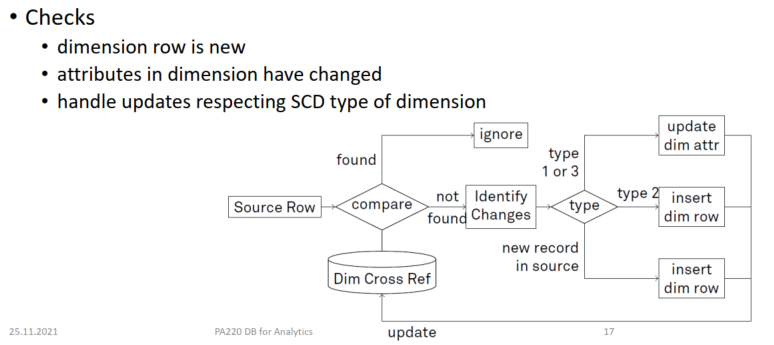 • Checks
• dimension row is new
• attributes in dimension have changed
• handle updates respecting SCD type of dimension
ignore
update
dim attr
found
type
1 or 3
Source Row
compare
not
found
Identify
Changes
type
type 2
insert
dim row
Dim Cross Ref
new record
in source
insert
dim row
update
25.11.2021
PA220 DB for Analytics
17